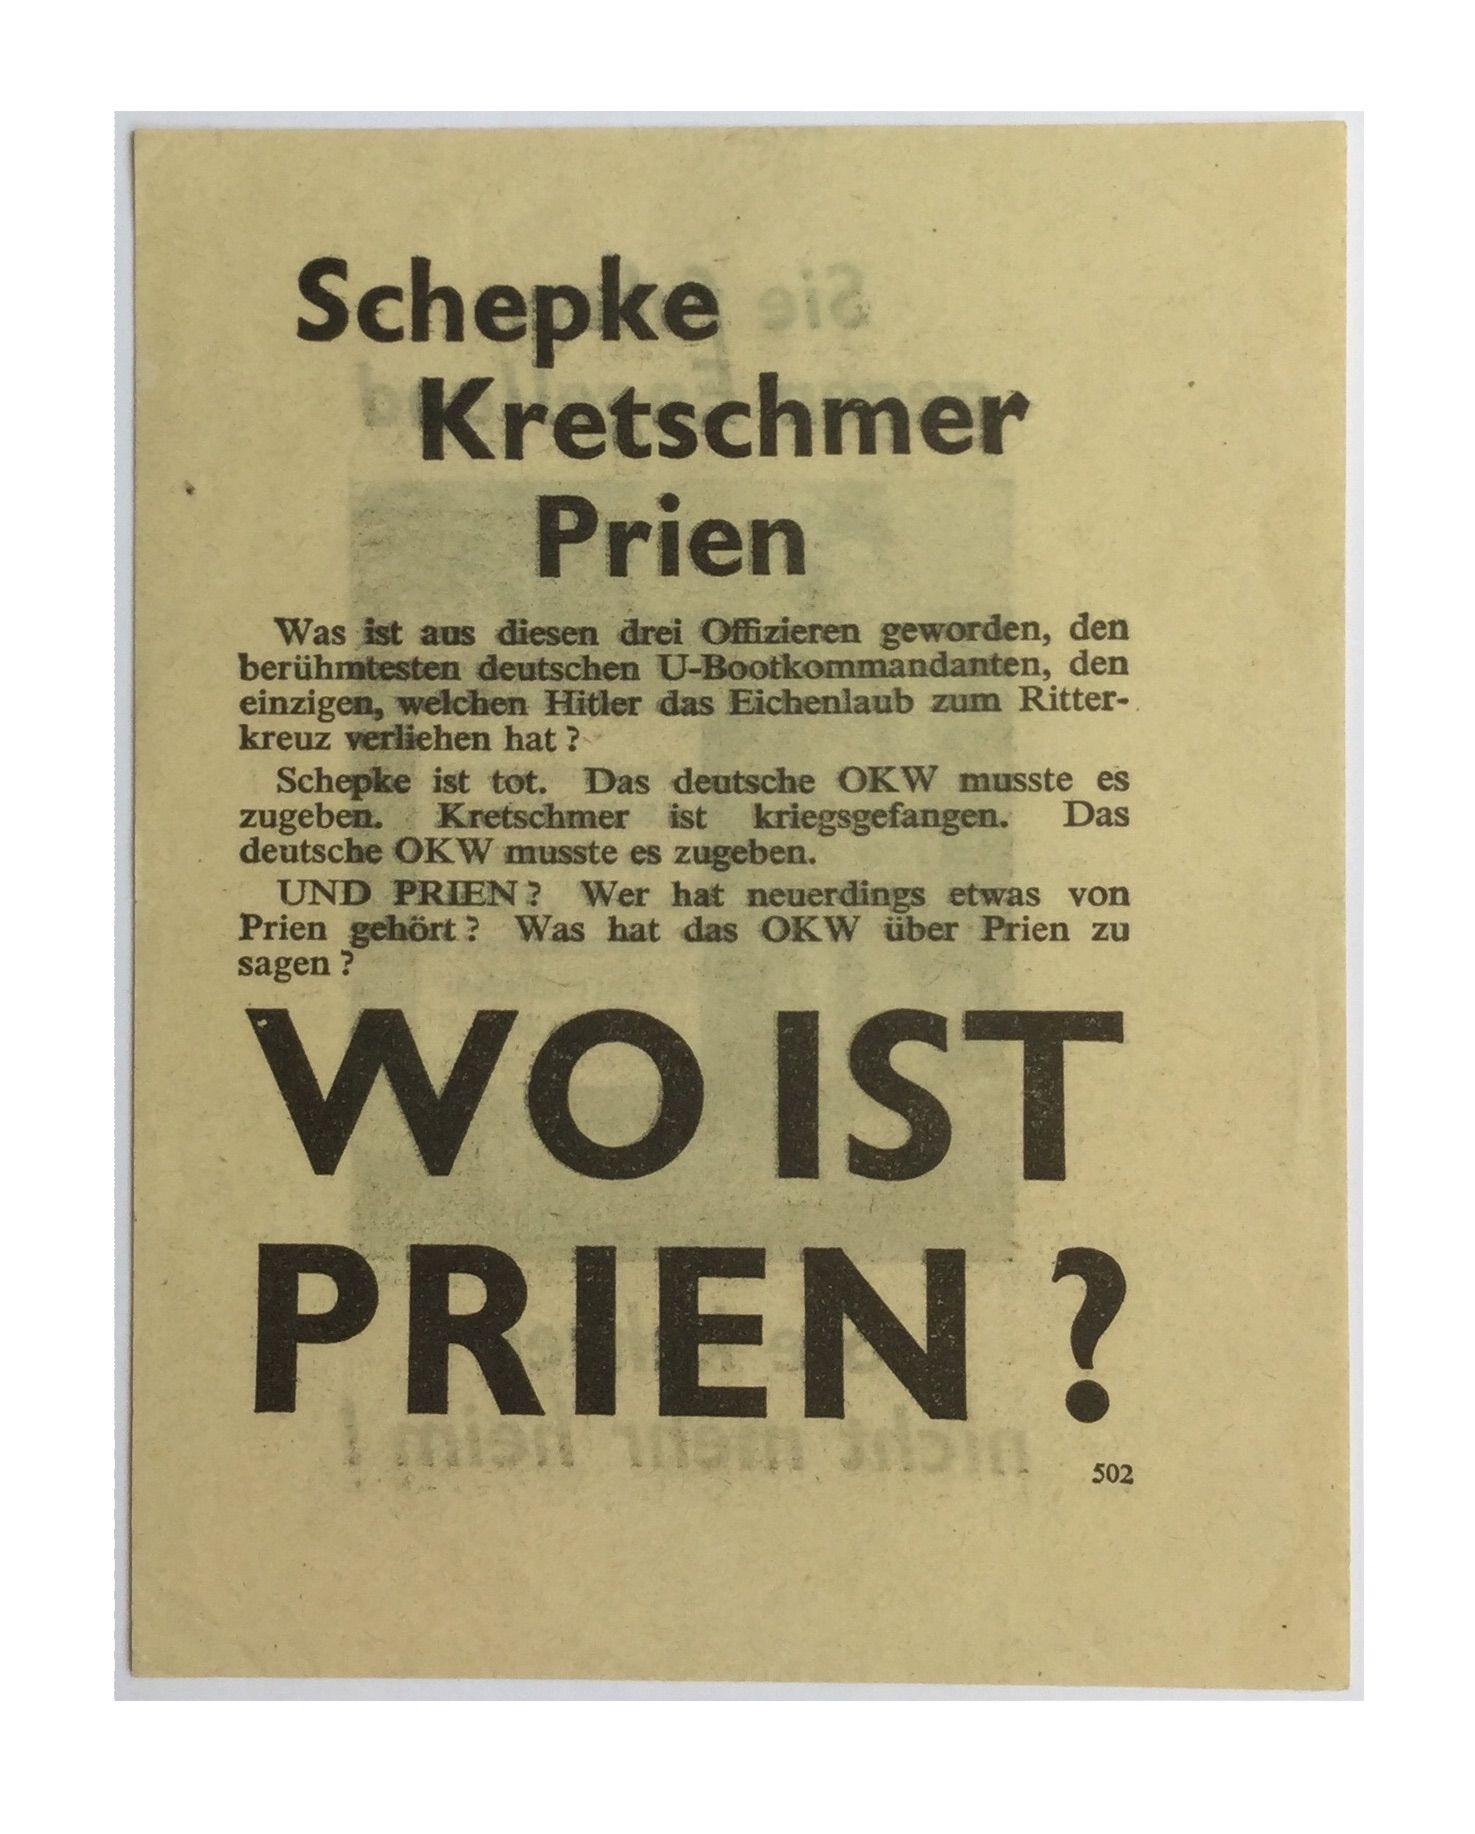 Schepke
Kretschmer
Prien
Was ist aus diesen drei Offizieren geworden, den
berühmtesten deutschen U-Bootkommandanten, den
einzigen, welchen Hitler das Eichenlaub zum Ritter-
kreuz verliehen hat ?
Schepke ist tot. Das deutsche OKW musste es
zugeben. Kretschmer ist kriegsgefangen. Das
deutsche OKW musste es zugeben.
UND PRIEN ? Wer hat neuerdings etwas von
Prien gehört ? Was hat das OKW über Prien zu
sagen ?
WO IST
PRIEN ?
nicht mehr heim !
502